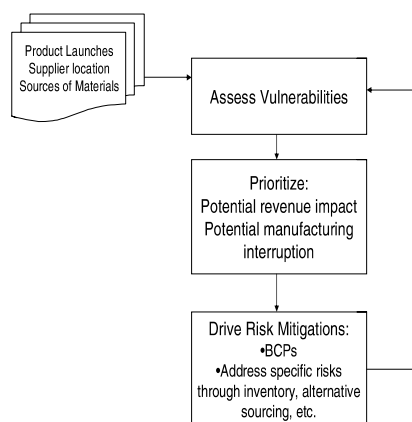 Product Launches
Supplier location
Sources of Materials
Assess Vulnerabilities
Prioritize:
Potential revenue impact
Potential manufacturing
interruption
Drive Risk Mitigations:
•BCPs
•Address specific risks
through inventory, alternative
sourcing, etc.